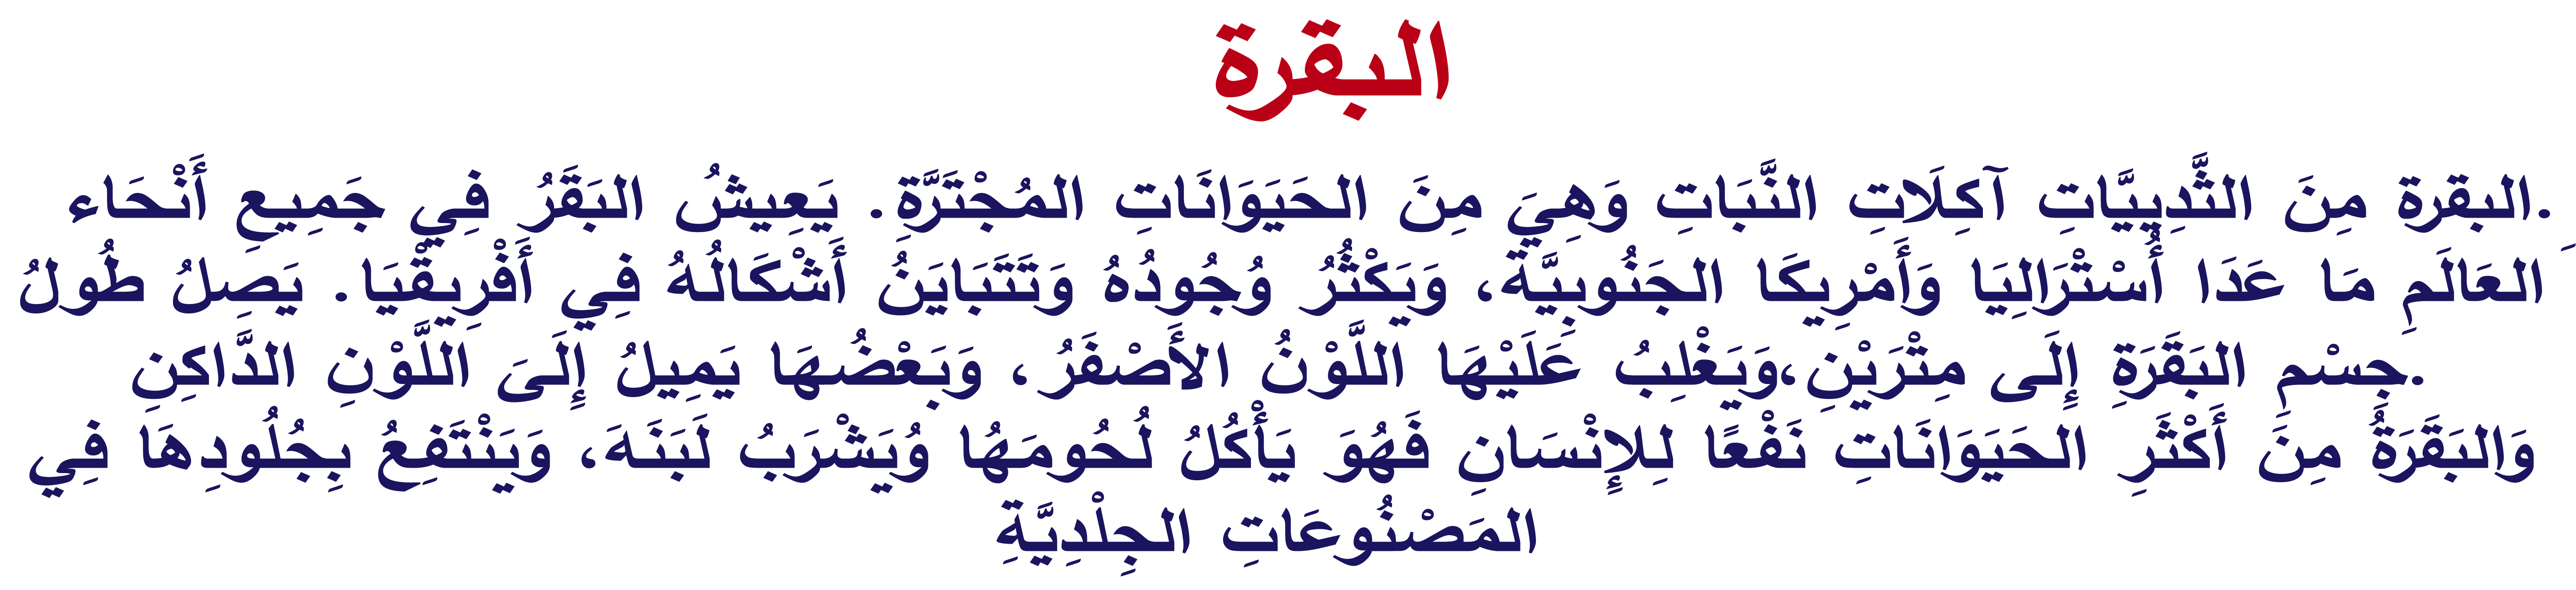 البقرة
.البقرة مِنَ الثَّدِييَّاتِ آكِلَاتِ النَّبَاتِ وَهِيَ مِنَ الحَيَوَانَاتِ المُجْتَرَّةِ. يَعِيشُ البَقَرُ فِي جَمِيعِ أَنْحَاء
َالعَالَمِ مَا عَدَا أُسْتْرَالِيَا وَأَمْرِيكَا الجَنُوبِيَّة، وَيَكْثُرُ وُجُودُهُ وَتَتَبَايَنُ أَشْكَالُهُ فِي أَفْرِيقْيَا. يَصِلُ طُولُ
.جِسْم البَقَرَةِ إِلَى مِتْرَيْنِ،وَيَغْلِبُ عَلَيْهَا اللَّوْنُ الأَصْفَرُ، وَبَعْضُهَا يَمِيلُ إِلَىَ اَللَّوْنِ الدَّاكِنِ
وَالبَقَرَةُ مِنَ أَكْثَرِ الحَيَوَانَاتِ نَفْعًا لِلإِنْسَانِ فَهُوَ يَأْكُلُ لُحُومَهُا وُيَشْرَبُ لَبَنَهَ، وَيَنْتَفِعُ بِجُلُودِهَا فِي
المَصْنُوعَاتِ الجِلْدِيَّةِ